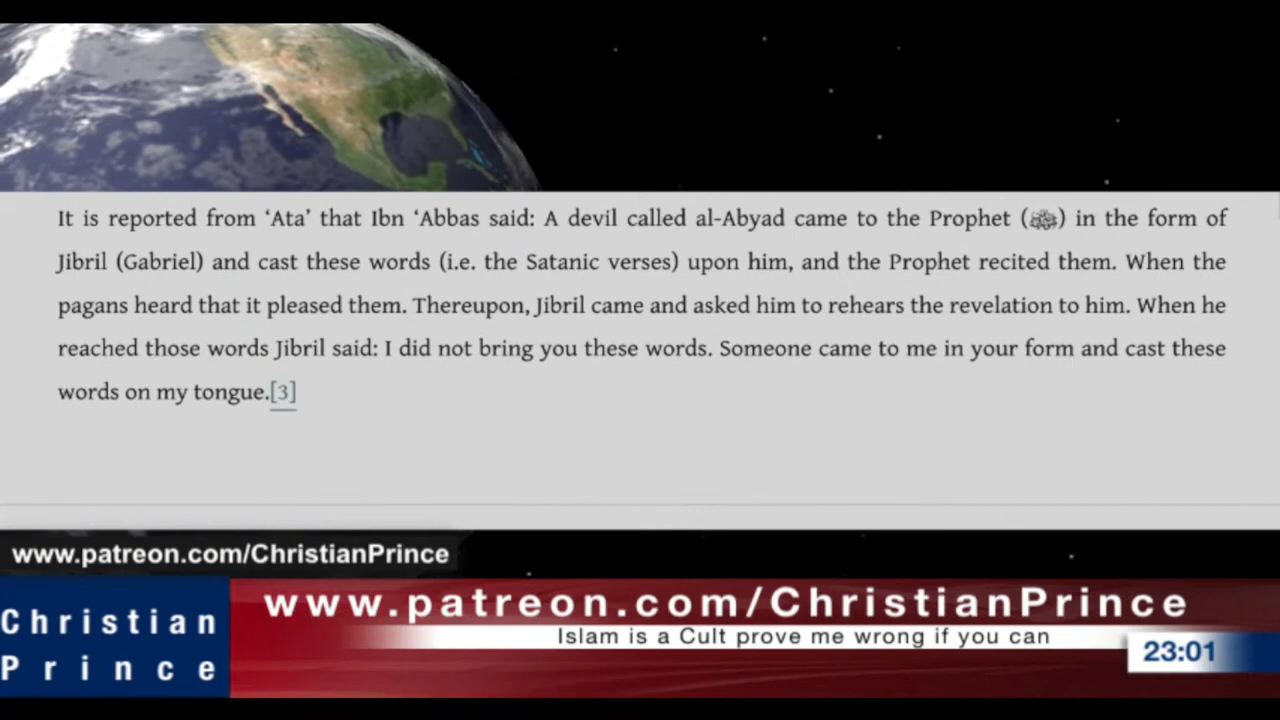 It is reported from ‘Ata’ that Ibn ‘Abbas said: A devil called al-Abyad came to the Prophet (ﷺ) in the form of
Jibril (Gabriel) and cast these words (i.e. the Satanic verses) upon him, and the Prophet recited them. When the
pagans heard that it pleased them. Thereupon, Jibril came and asked him to rehears the revelation to him. When he
reached those words Jibril said: I did not bring you these words. Someone came to me in your form and cast these
words on my tongue.[3]
www.patreon.com/ChristianPrince
www.patreon.com/ChristianPrince
Islam is a Cult prove me wrong if you can
Christian
Prince
23:01